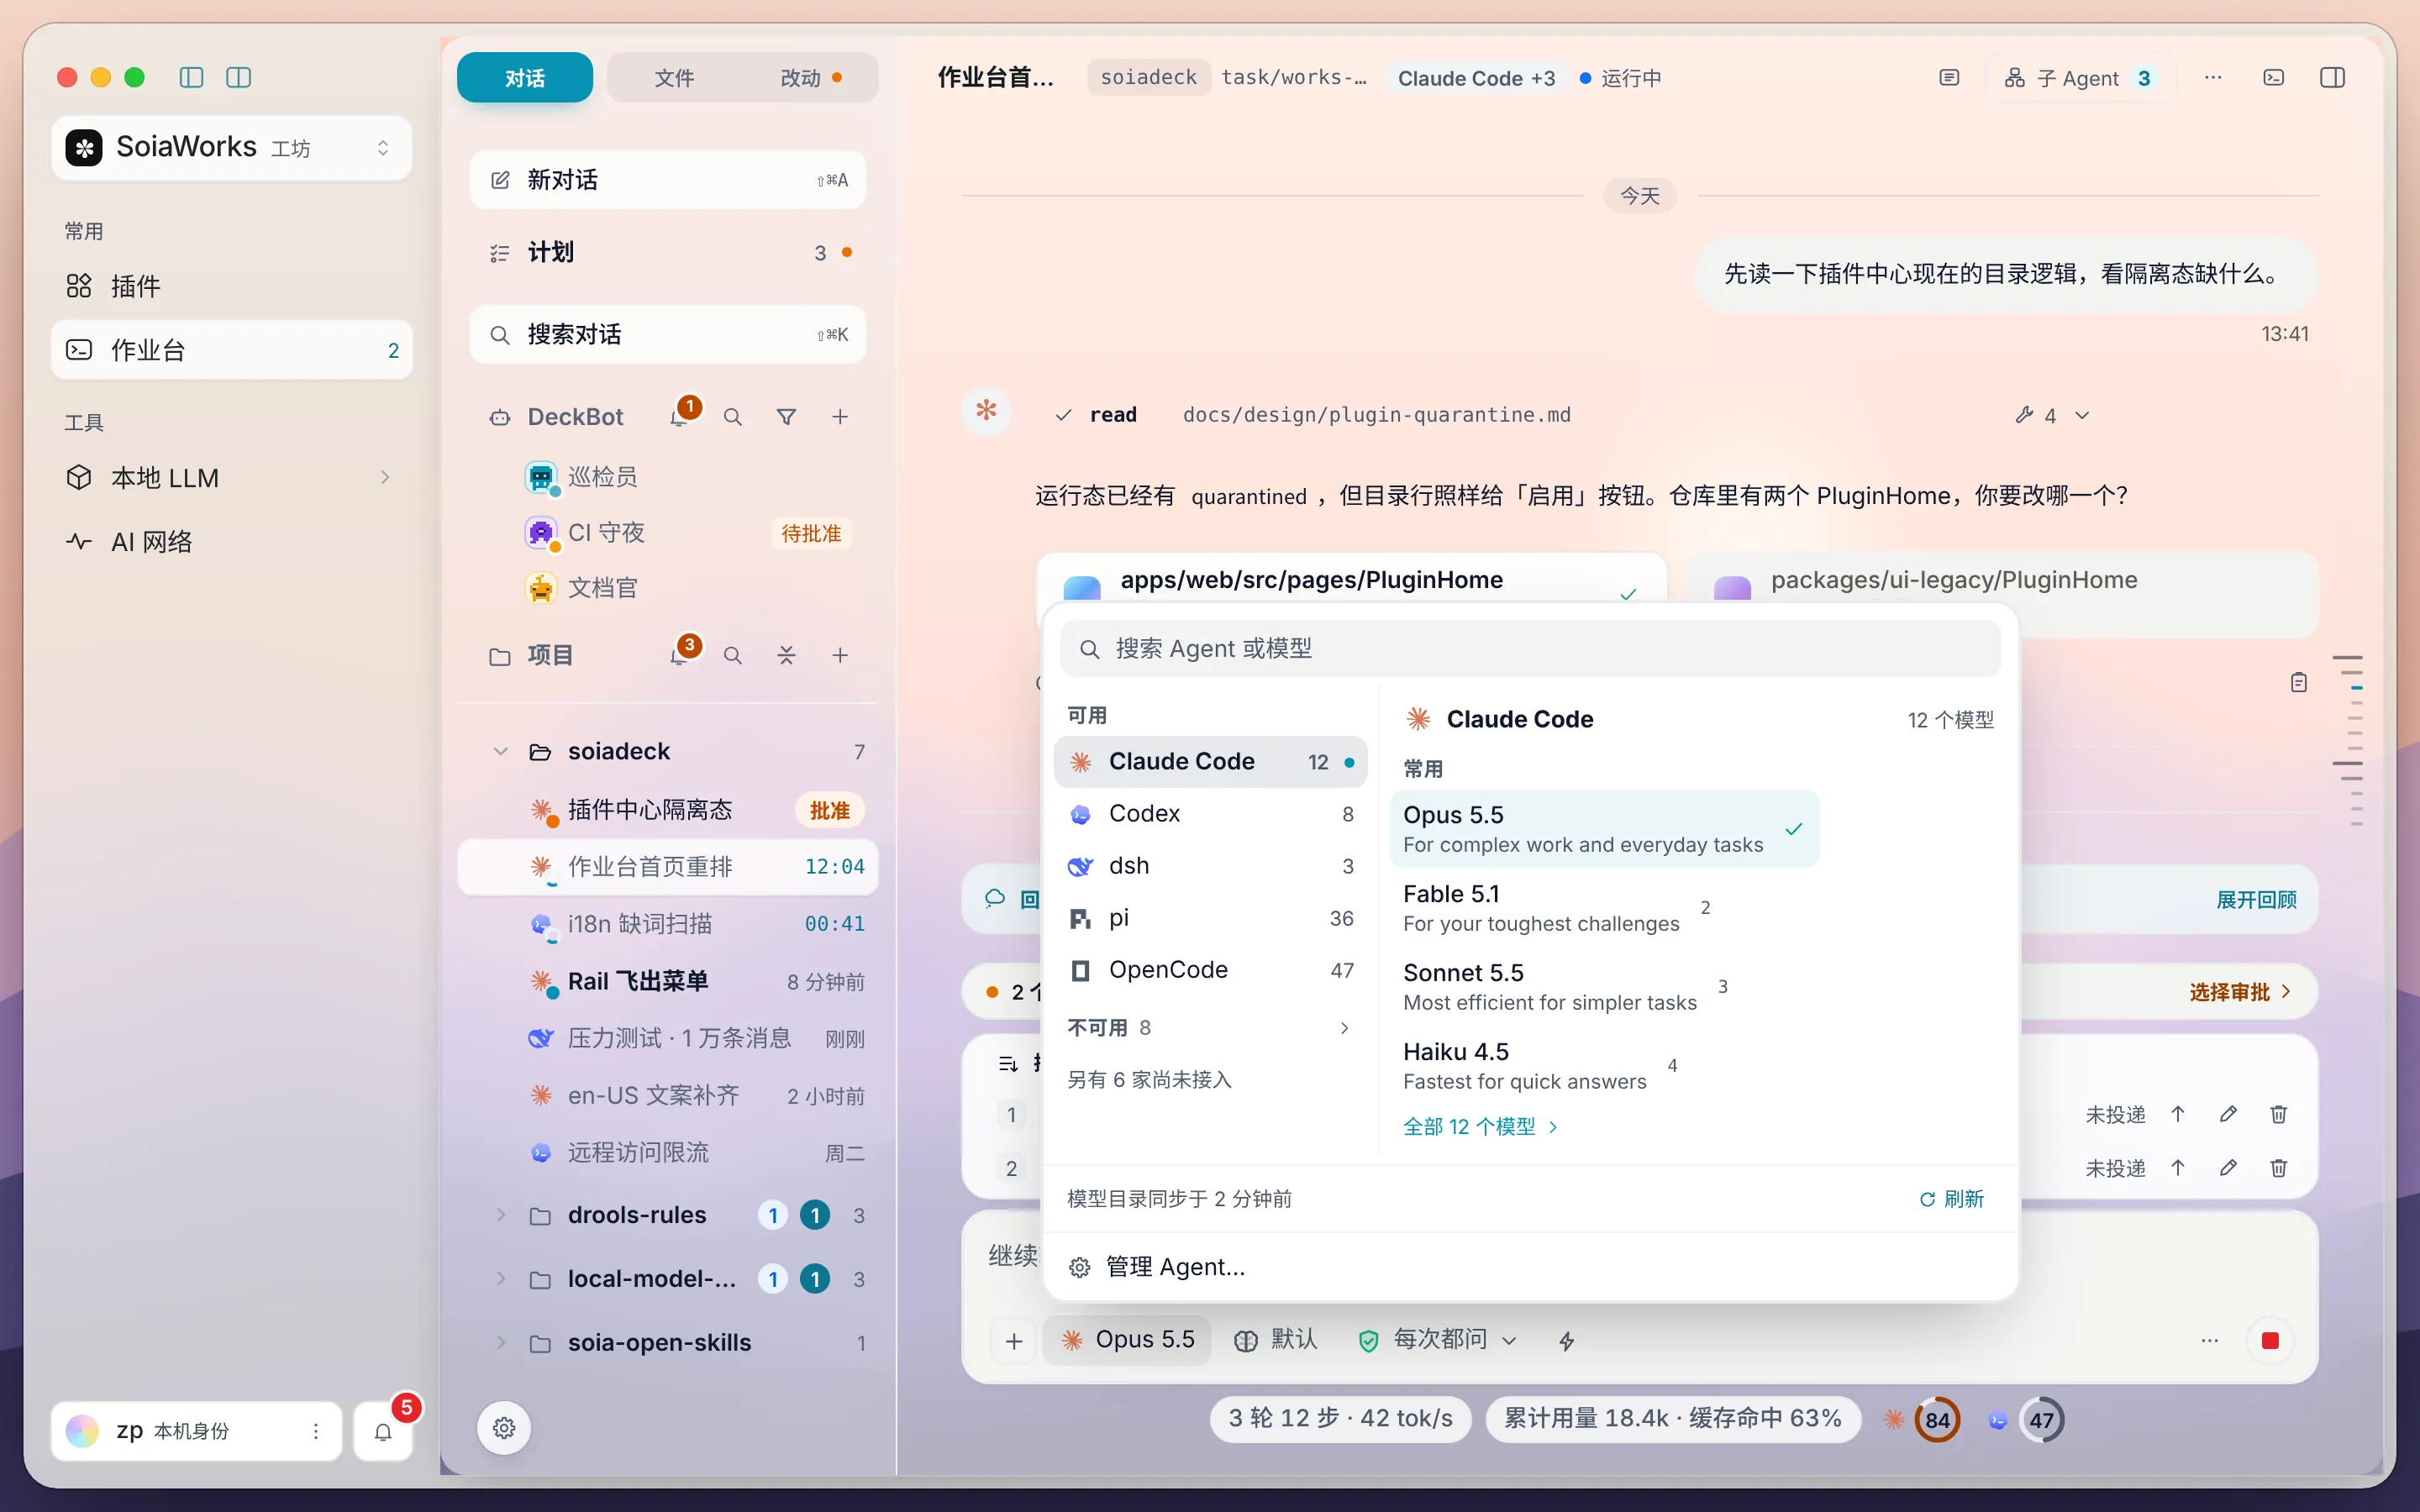 SoiaWorks 工坊
常用
插件
作业台 2
工具
本地 LLM
AI 网络
zp 本机身份
5
对话 文件 改动
新对话 ⇧⌘A
计划 3
搜索对话 ⇧⌘K
DeckBot 1
巡检员
CI 守夜 待批准
文档官
项目 3
soiadeck 7
插件中心隔离态 批准
作业台首页重排 12:04
i18n 缺词扫描 00:41
Rail 飞出菜单 8 分钟前
压力测试 · 1 万条消息 刚刚
en-US 文案补齐 2 小时前
远程访问限流 周二
drools-rules 1 1 3
local-model-... 1 1 3
soia-open-skills 1
作业台首... soiadeck task/works-… Claude Code +3 运行中 子 Agent 3 ...
今天
先读一下插件中心现在的目录逻辑，看隔离态缺什么。
13:41
read docs/design/plugin-quarantine.md 4
运行态已经有 quarantined ，但目录行照样给「启用」按钮。仓库里有两个 PluginHome，你要改哪一个？
apps/web/src/pages/PluginHome
packages/ui-legacy/PluginHome
搜索 Agent 或模型
可用
Claude Code 12
Codex 8
dsh 3
pi 36
OpenCode 47
不可用 8
另有 6 家尚未接入
Claude Code 12 个模型
常用
Opus 5.5
For complex work and everyday tasks
Fable 5.1
For your toughest challenges 2
Sonnet 5.5
Most efficient for simpler tasks 3
Haiku 4.5
Fastest for quick answers 4
全部 12 个模型
模型目录同步于 2 分钟前 刷新
管理 Agent...
回 展开回顾
2 选择审批
1 未投递
2 未投递
继续
Opus 5.5 默认 每次都问 ...
3 轮 12 步 · 42 tok/s 累计用量 18.4k · 缓存命中 63% 84 47